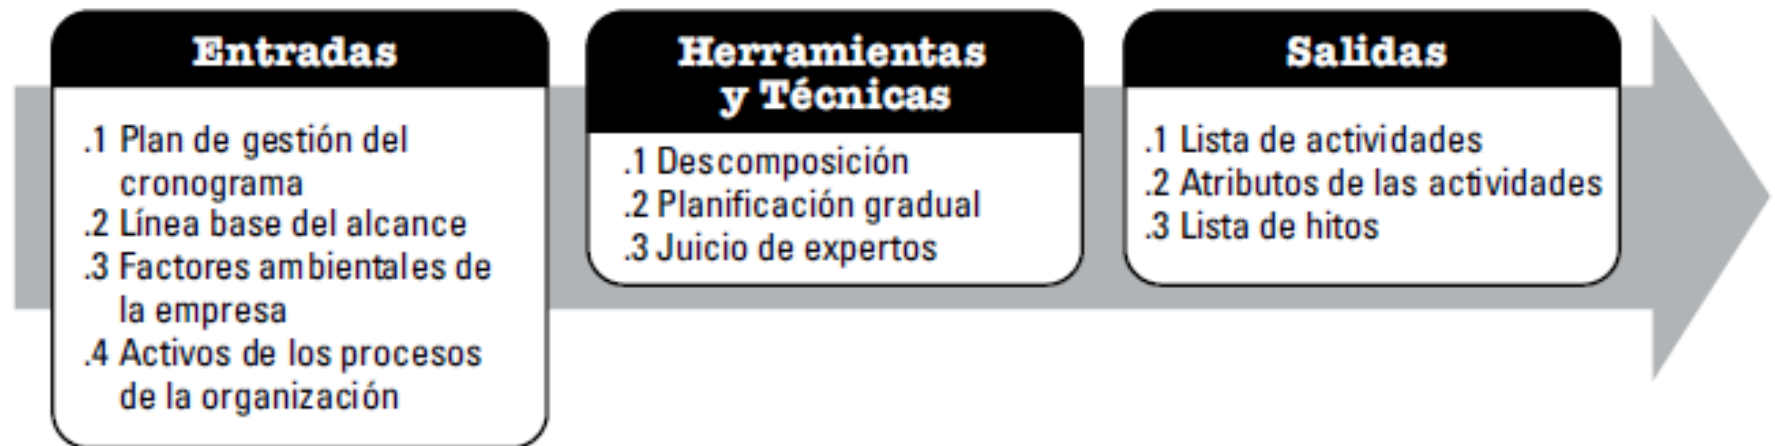 Entradas
.1 Plan de gestión del
cronograma
.2 Línea base del alcance
.3 Factores ambientales de
la empresa
.4 Activos de los procesos
de la organización
Herramientas
y Técnicas
.1 Descomposición
.2 Planificación gradual
.3 Juicio de expertos
Salidas
.1 Lista de actividades
.2 Atributos de las actividades
.3 Lista de hitos